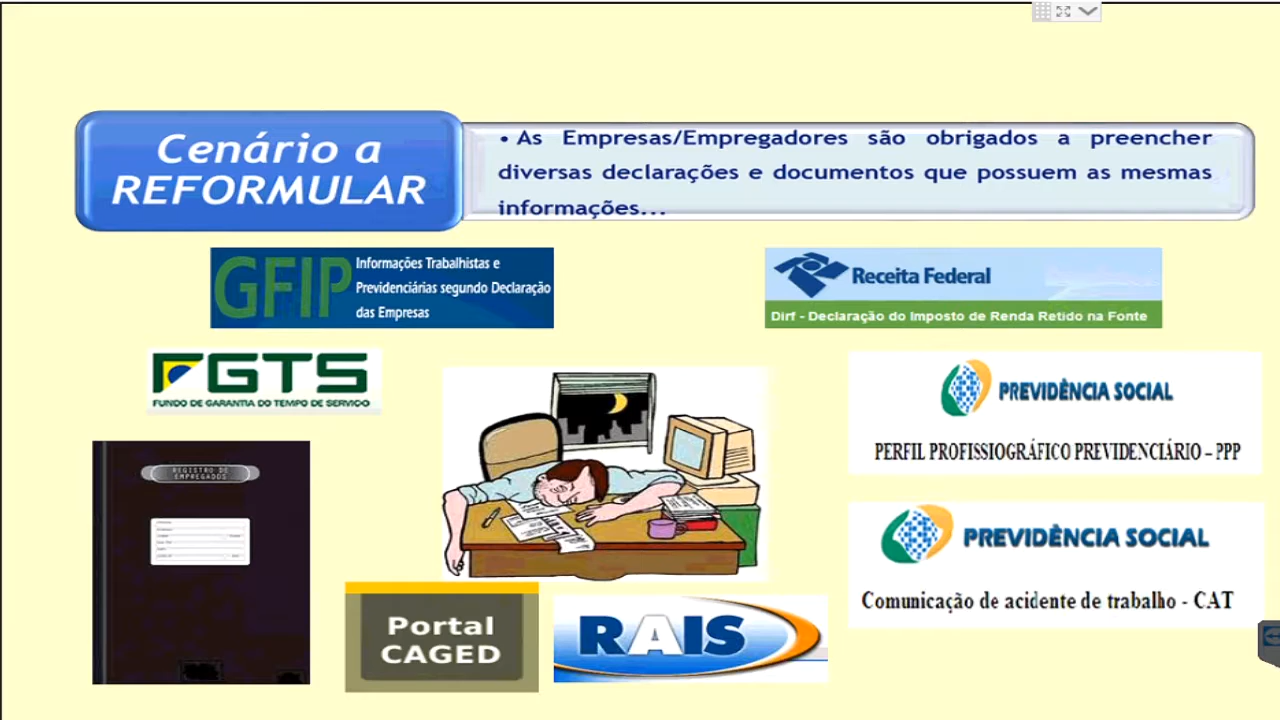 Cenário a
REFORMULAR
• As Empresas/Empregadores são obrigados a preencher
diversas declarações e documentos que possuem as mesmas
informações...
GFIP
Informações Trabalhistas e
Previdenciárias segundo Declaração
das Empresas
Receita Federal
Dirf - Declaração do Imposto de Renda Retido na Fonte
FGTS
FUNDO DE GARANTIA DO TEMPO DE SERVIÇO
PREVIDÊNCIA SOCIAL
PERFIL PROFISSIOGRÁFICO PREVIDENCIÁRIO – PPP
REGISTRO DE
EMPREGADOS
PREVIDÊNCIA SOCIAL
Comunicação de acidente de trabalho - CAT
Portal
CAGED
RAIS